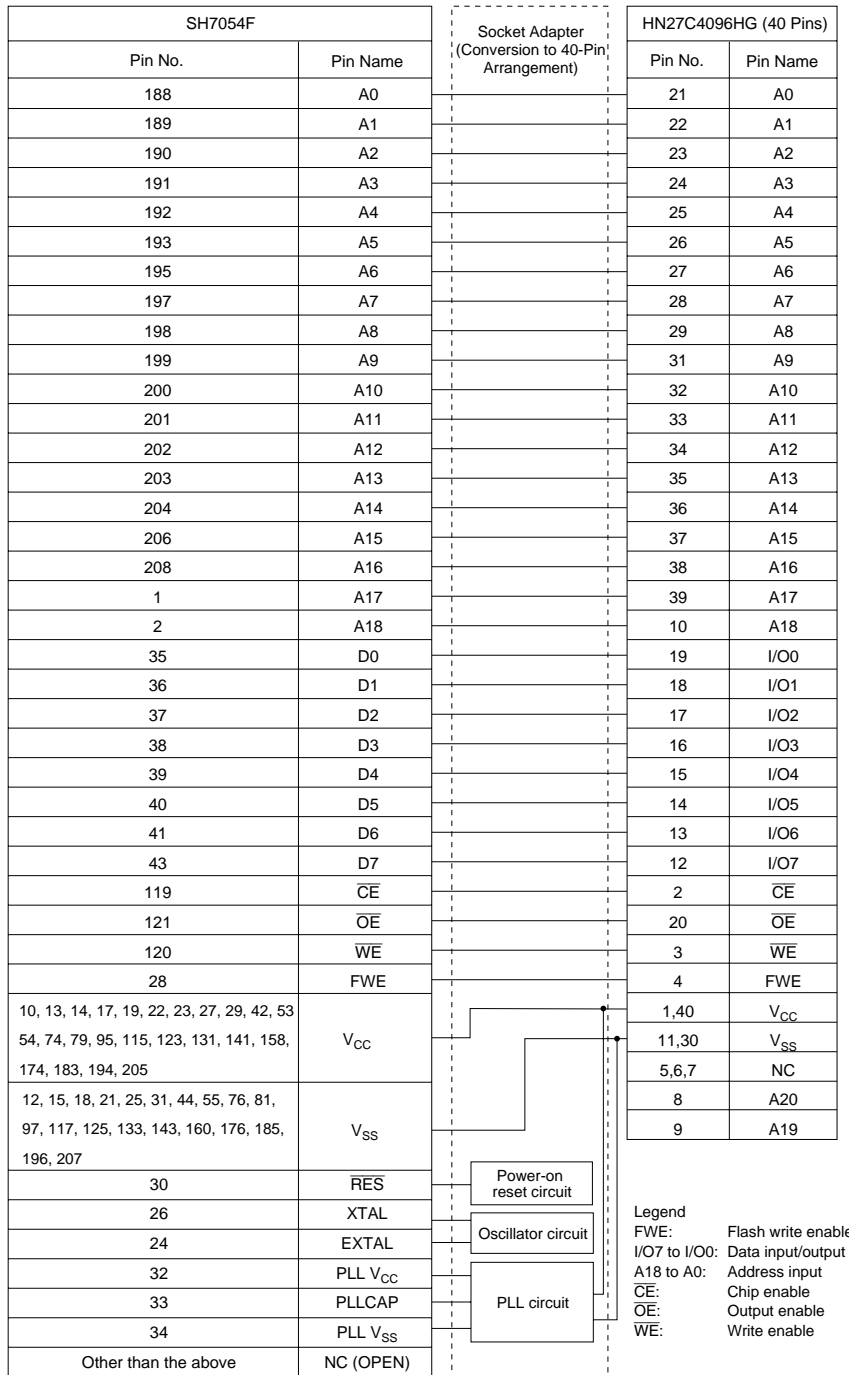 SH7054F Socket Adapter (Conversion to 40-Pin Arrangement) HN27C4096HG (40 Pins)
Pin No. Pin Name Pin No. Pin Name
188 A0 21 A0
189 A1 22 A1
190 A2 23 A2
191 A3 24 A3
192 A4 25 A4
193 A5 26 A5
195 A6 27 A6
197 A7 28 A7
198 A8 29 A8
199 A9 31 A9
200 A10 32 A10
201 A11 33 A11
202 A12 34 A12
203 A13 35 A13
204 A14 36 A14
206 A15 37 A15
208 A16 38 A16
1 A17 39 A17
2 A18 10 A18
35 D0 19 I/O0
36 D1 18 I/O1
37 D2 17 I/O2
38 D3 16 I/O3
39 D4 15 I/O4
40 D5 14 I/O5
41 D6 13 I/O6
43 D7 12 I/O7
119 C̅E̅ 2 C̅E̅
121 O̅E̅ 20 O̅E̅
120 W̅E̅ 3 W̅E̅
28 FWE 4 FWE
10, 13, 14, 17, 19, 22, 23, 27, 29, 42, 53
54, 74, 79, 95, 115, 123, 131, 141, 158,
174, 183, 194, 205
VCC
1,40 VCC
11,30 VSS
5,6,7 NC
8 A20
9 A19
12, 15, 18, 21, 25, 31, 44, 55, 76, 81,
97, 117, 125, 133, 143, 160, 176, 185,
196, 207
VSS
30 R̅E̅S̅ Power-on reset circuit
26 XTAL Oscillator circuit
24 EXTAL
32 PLL VCC
33 PLLCAP PLL circuit
34 PLL VSS
Other than the above NC (OPEN)
Legend
FWE: Flash write enable
I/O7 to I/O0: Data input/output
A18 to A0: Address input
C̅E̅: Chip enable
O̅E̅: Output enable
W̅E̅: Write enable